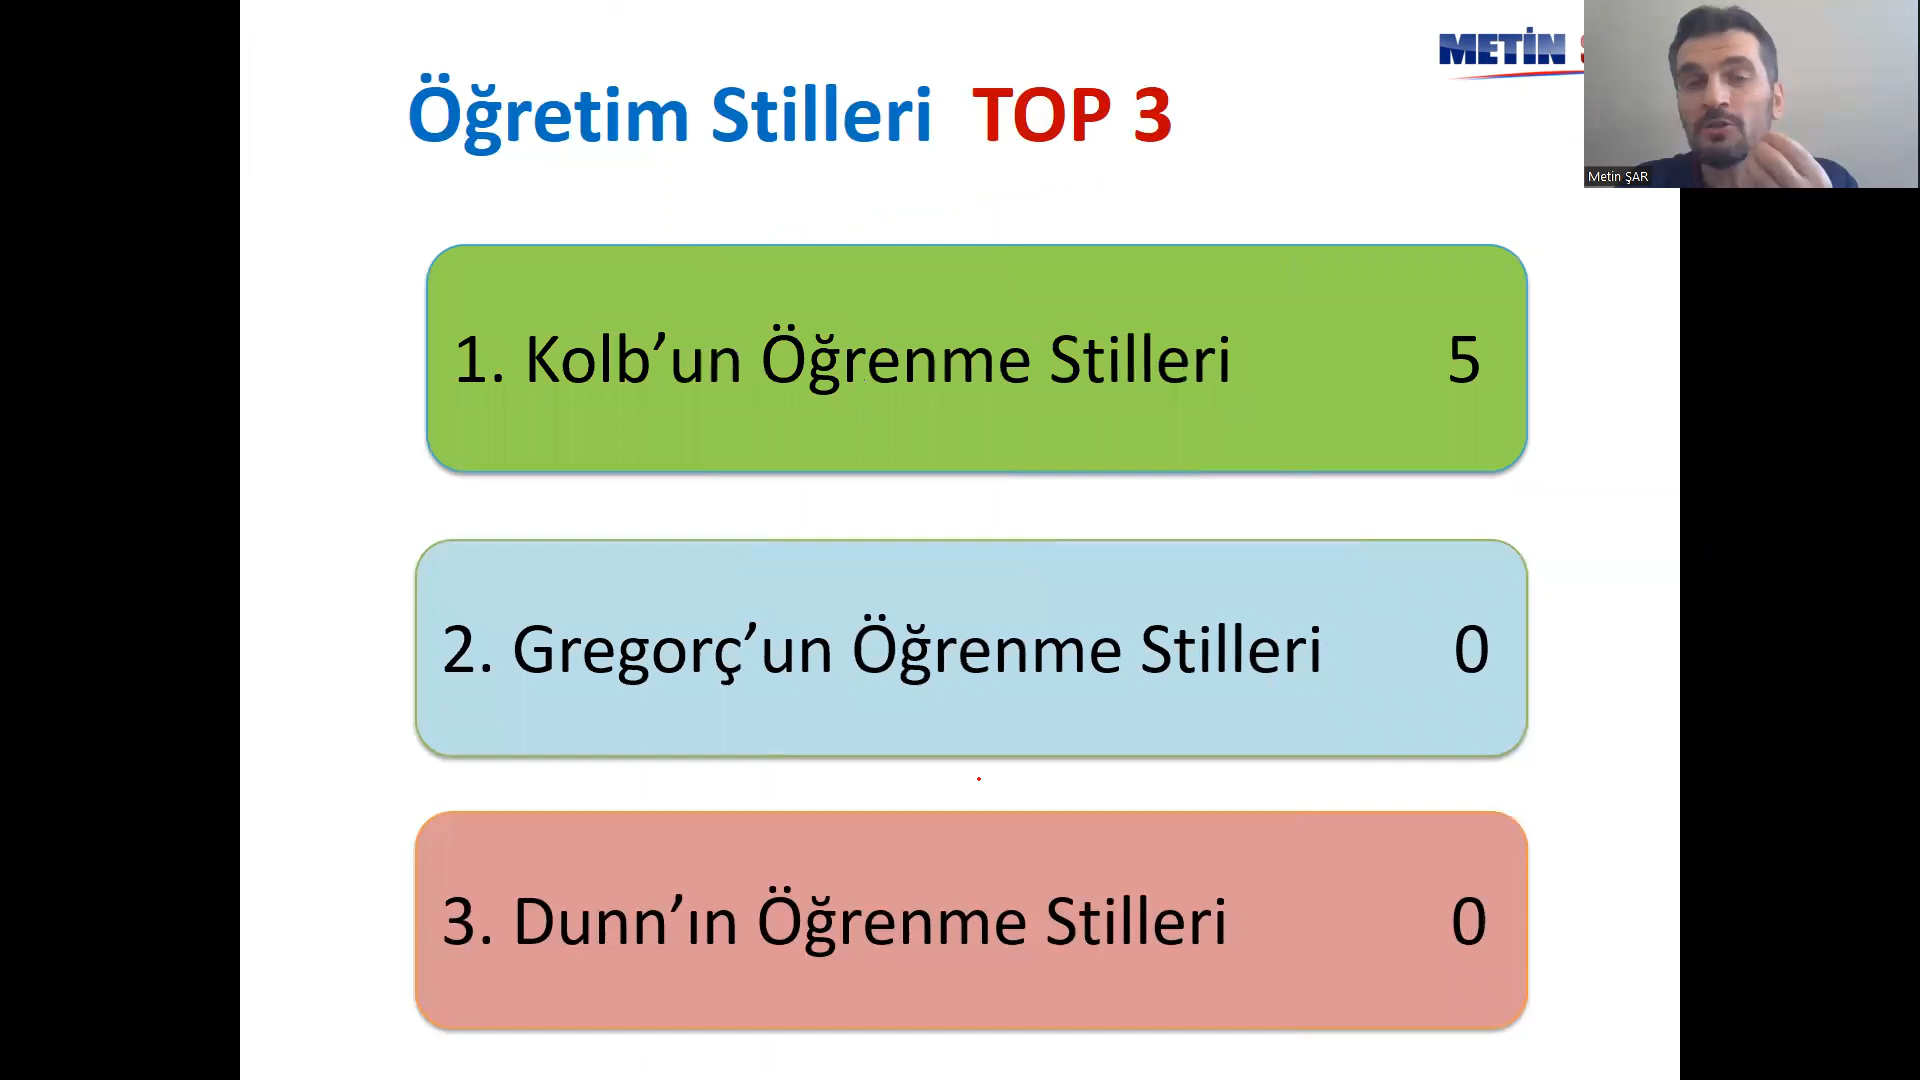 METİN
Öğretim Stilleri TOP 3
Metin ŞAR
1. Kolb’un Öğrenme Stilleri 5
2. Gregorç’un Öğrenme Stilleri 0
3. Dunn’ın Öğrenme Stilleri 0